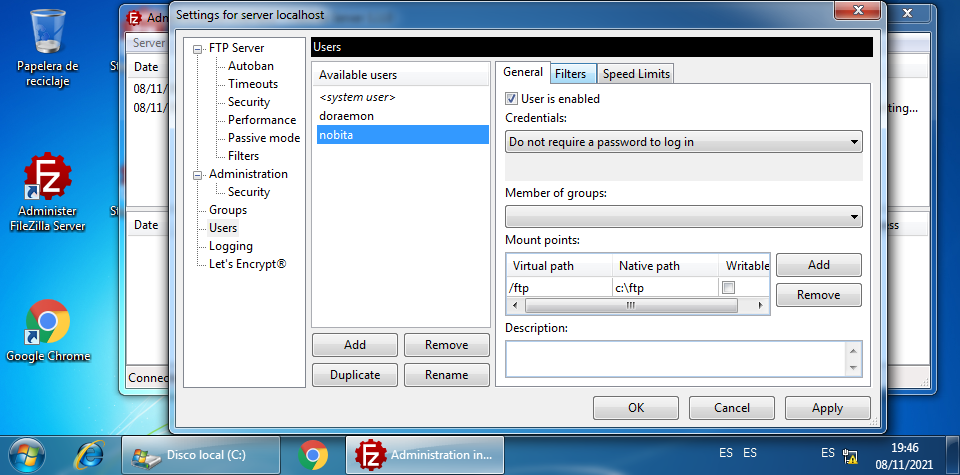 Papelera de
reciclaje
Administer
FileZilla Server
Google Chrome
Settings for server localhost
Server
Date
08/11/
08/11/
Date
FTP Server
Autoban
Timeouts
Security
Performance
Passive mode
Filters
Administration
Security
Groups
Users
Logging
Let's Encrypt®
Users
Available users
<system user>
doraemon
nobita
Add
Remove
Duplicate
Rename
General
Filters
Speed Limits
User is enabled
Credentials:
Do not require a password to log in
Member of groups:
Mount points:
Virtual path
Native path
Writable
/ftp
c:\ftp
Add
Remove
Description:
OK
Cancel
Apply
Disco local (C:)
Administration in...
ES
ES
ES
19:46
08/11/2021